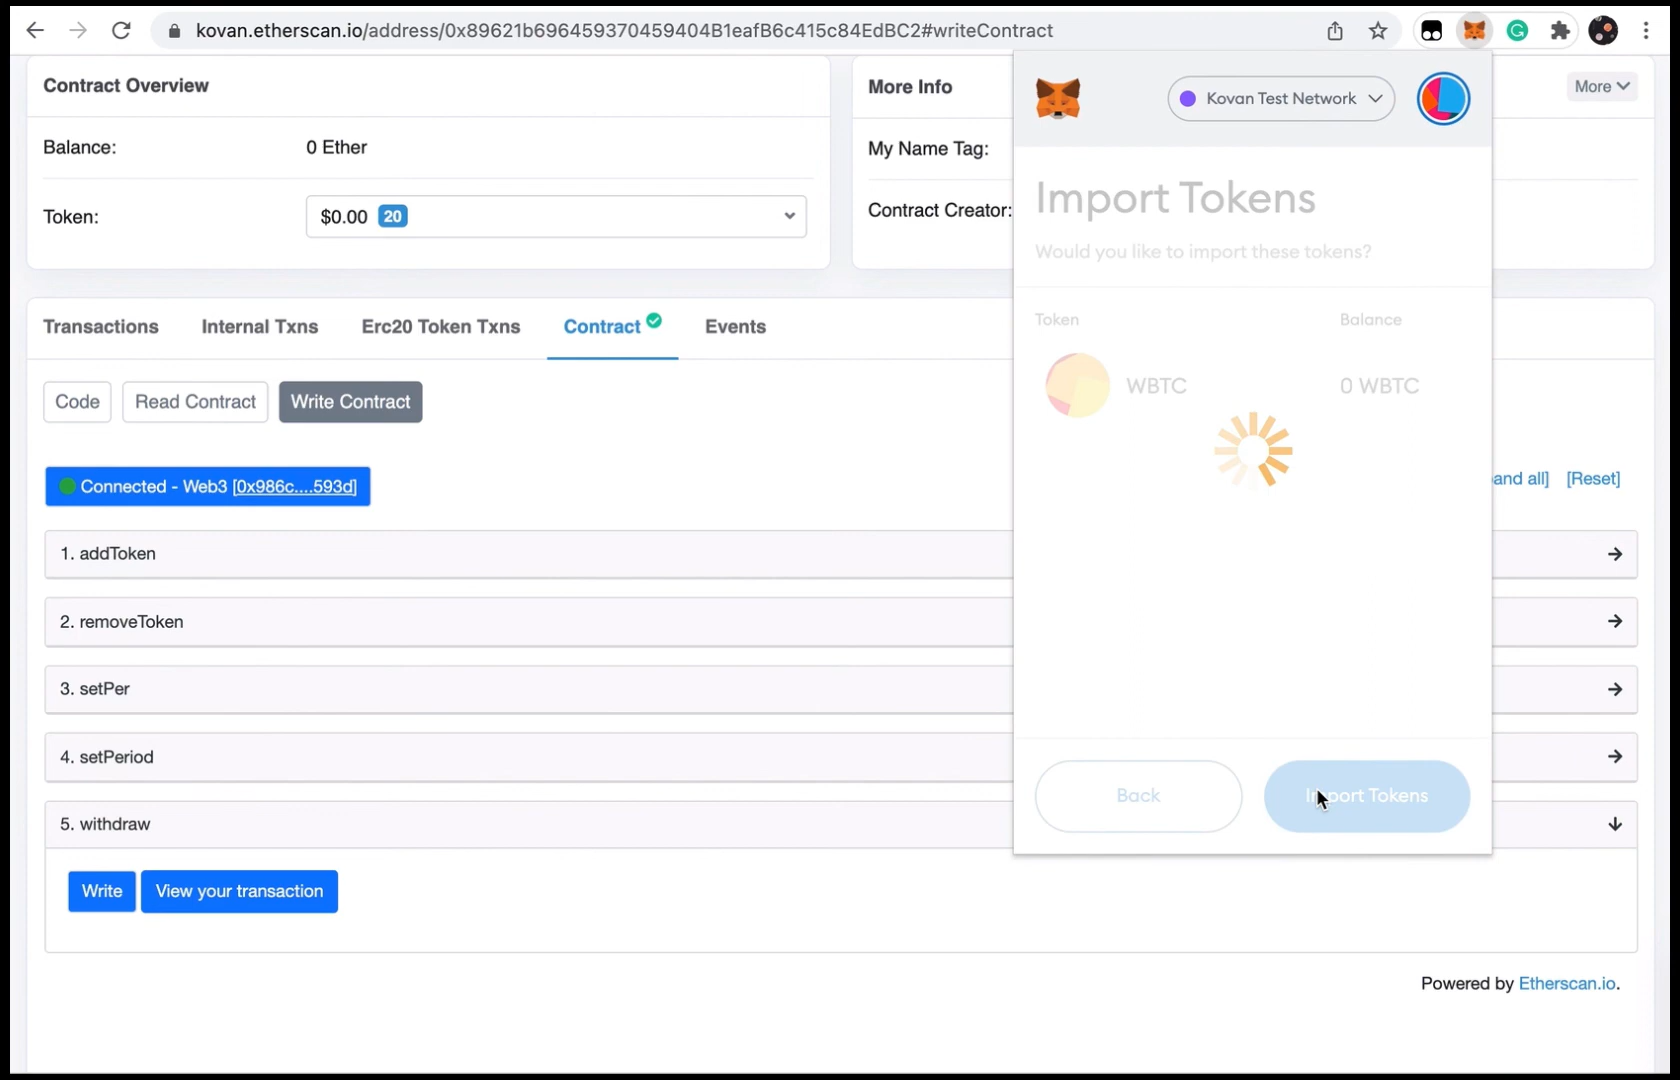 kovan.etherscan.io/address/0x89621b696459370459404B1eafB6c415c84EdBC2#writeContract
Contract Overview
Balance:
0 Ether
Token:
$0.00 20
More Info
More
My Name Tag:
Contract Creator:
Transactions
Internal Txns
Erc20 Token Txns
Contract
Events
Code
Read Contract
Write Contract
Connected - Web3 [0x986c....593d]
and all]
[Reset]
1. addToken
2. removeToken
3. setPer
4. setPeriod
5. withdraw
Write
View your transaction
Powered by Etherscan.io.
Kovan Test Network
Import Tokens
Would you like to import these tokens?
Token
Balance
WBTC
0 WBTC
Back
Import Tokens